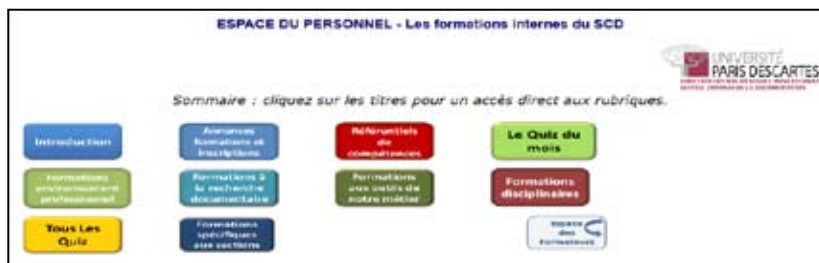 ESPACE DU PERSONNEL - Les formations internes du SCD
UNIVERSITÉ
PARIS DESCARTES
Sommaire : cliquez sur les titres pour un accès direct aux rubriques.
Introduction
Annonces
formations et
inscriptions
Référentiels
de
compétences
Le Quiz du
mois
Formations
environnement
professionnel
Formations à
la recherche
documentaire
Formations
aux outils de
notre métier
Formations
disciplinaires
Tous Les
Quiz
Formations
spécifiques
aux sections
Espace
des
Formateurs